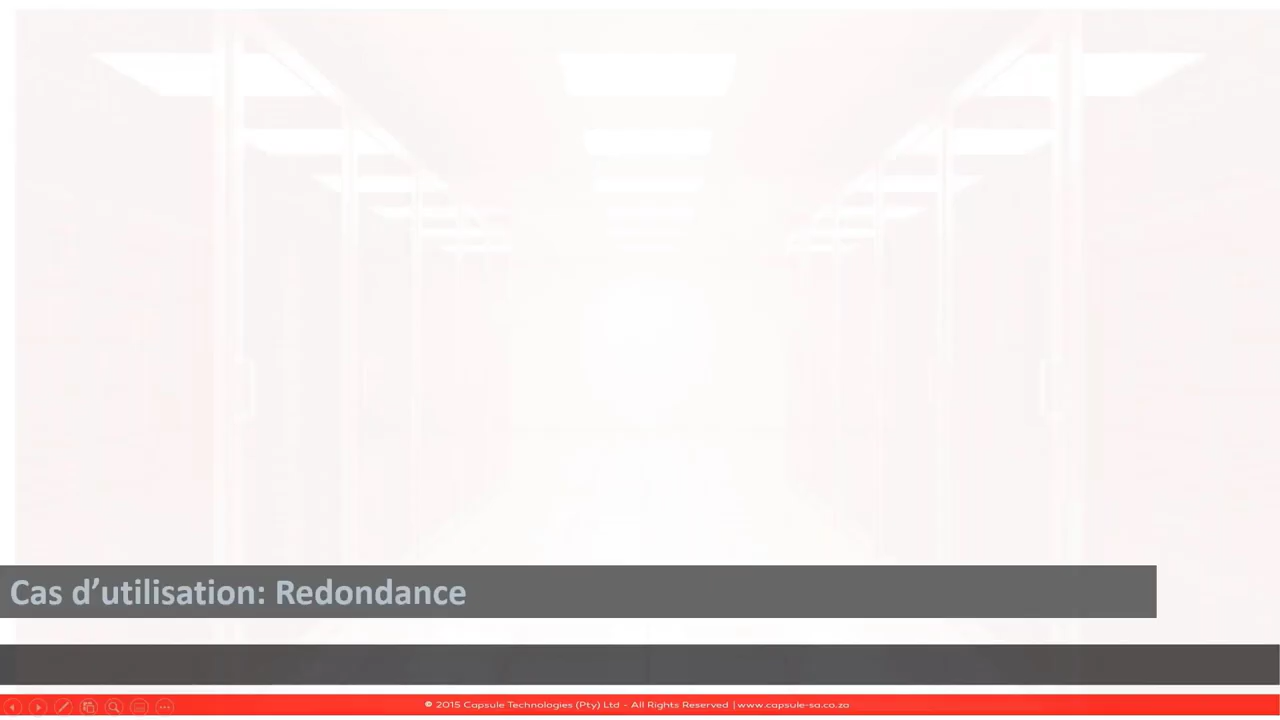 Cas d’utilisation: Redondance
© 2015 Capsule Technologies (Pty) Ltd - All Rights Reserved | www.capsule-sa.co.za